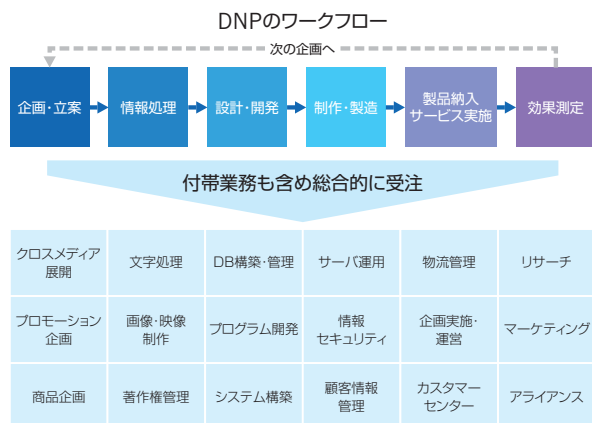 DNPのワークフロー
次の企画へ
企画・立案
情報処理
設計・開発
制作・製造
製品納入
サービス実施
効果測定
付帯業務も含め総合的に受注
クロスメディア
展開
文字処理
DB構築・管理
サーバ運用
物流管理
リサーチ
プロモーション
企画
画像・映像
制作
プログラム開発
情報
セキュリティ
企画実施・
運営
マーケティング
商品企画
著作権管理
システム構築
顧客情報
管理
カスタマー
センター
アライアンス